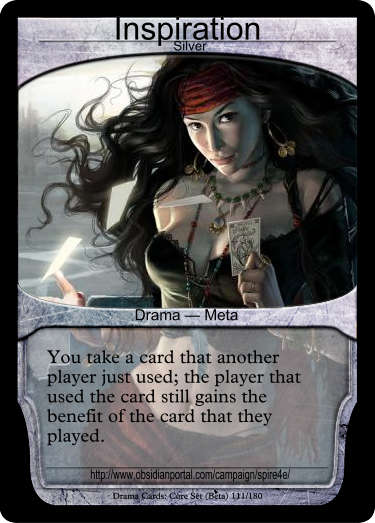 Inspiration
Silver
Drama — Meta
You take a card that another
player just used; the player that
used the card still gains the
benefit of the card that they
played.
http://www.obsidianportal.com/campaign/spire4e/
Drama Cards: Core Set (Beta) 111/180